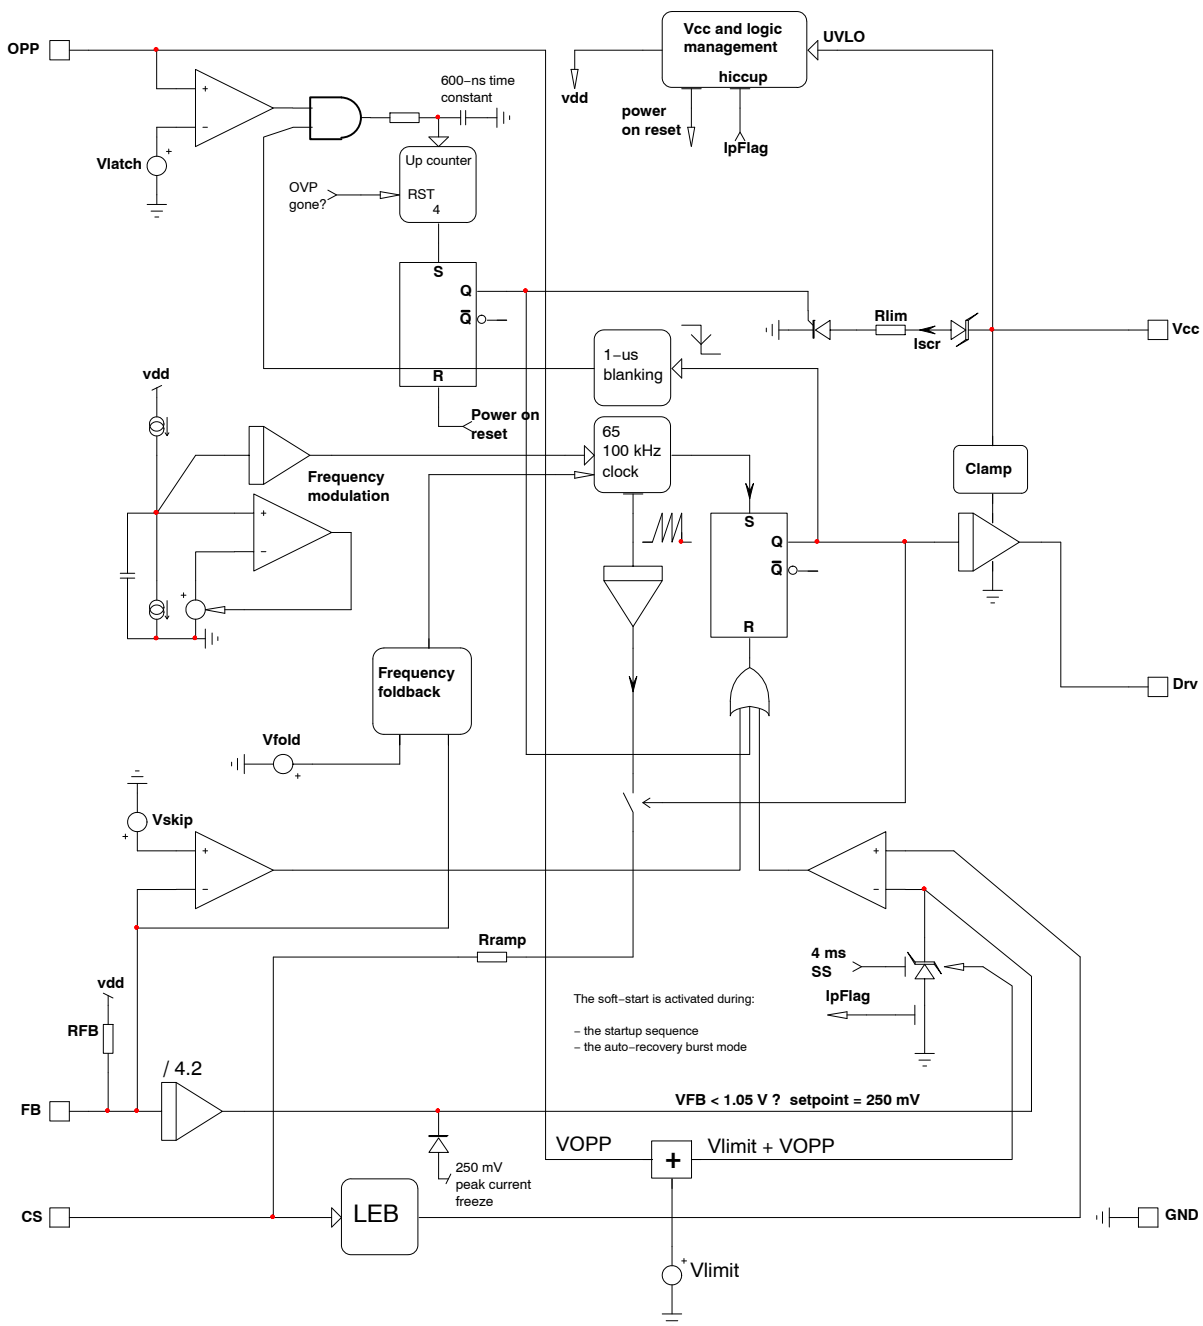 OPP
Vcc and logic
management
UVLO
hiccup
vdd
power
on reset
IpFlag
600−ns time
constant
+
−
Vlatch
+
Up counter
OVP
gone?
RST
4
S
Q
Q
R
Rlim
Iscr
Vcc
1−us
blanking
vdd
Power on
reset
65
100 kHz
clock
Frequency
modulation
Clamp
+
−
+
S
Q
Q
R
Frequency
foldback
Drv
Vfold
+
Vskip
+
+
−
+
−
Rramp
4 ms
SS
IpFlag
vdd
RFB
The soft−start is activated during:
− the startup sequence
− the auto−recovery burst mode
/ 4.2
FB
VFB < 1.05 V ? setpoint = 250 mV
VOPP
+
Vlimit + VOPP
250 mV
peak current
freeze
CS
LEB
GND
+
Vlimit